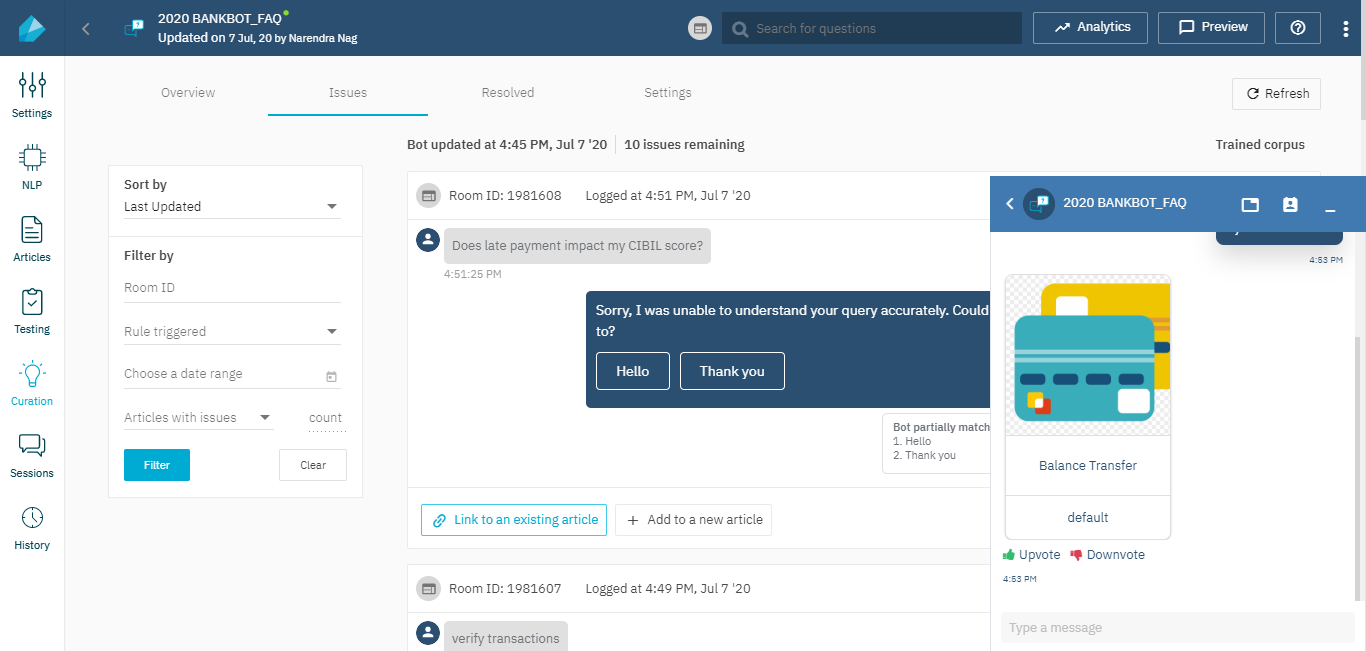 2020 BANKBOT_FAQ
Updated on 7 Jul, 20 by Narendra Nag
Search for questions
Analytics
Preview
Settings
NLP
Articles
Testing
Curation
Sessions
History
Overview
Issues
Resolved
Settings
Refresh
Bot updated at 4:45 PM, Jul 7 '20
10 issues remaining
Trained corpus
Sort by
Last Updated
Filter by
Room ID
Rule triggered
Choose a date range
Articles with issues
count
Filter
Clear
Room ID: 1981608
Logged at 4:51 PM, Jul 7 '20
Does late payment impact my CIBIL score?
4:51:25 PM
Sorry, I was unable to understand your query accurately. Could
to?
Hello
Thank you
Bot partially match
1. Hello
2. Thank you
Link to an existing article
+ Add to a new article
Room ID: 1981607
Logged at 4:49 PM, Jul 7 '20
verify transactions
2020 BANKBOT_FAQ
4:53 PM
Balance Transfer
default
Upvote
Downvote
4:53 PM
Type a message